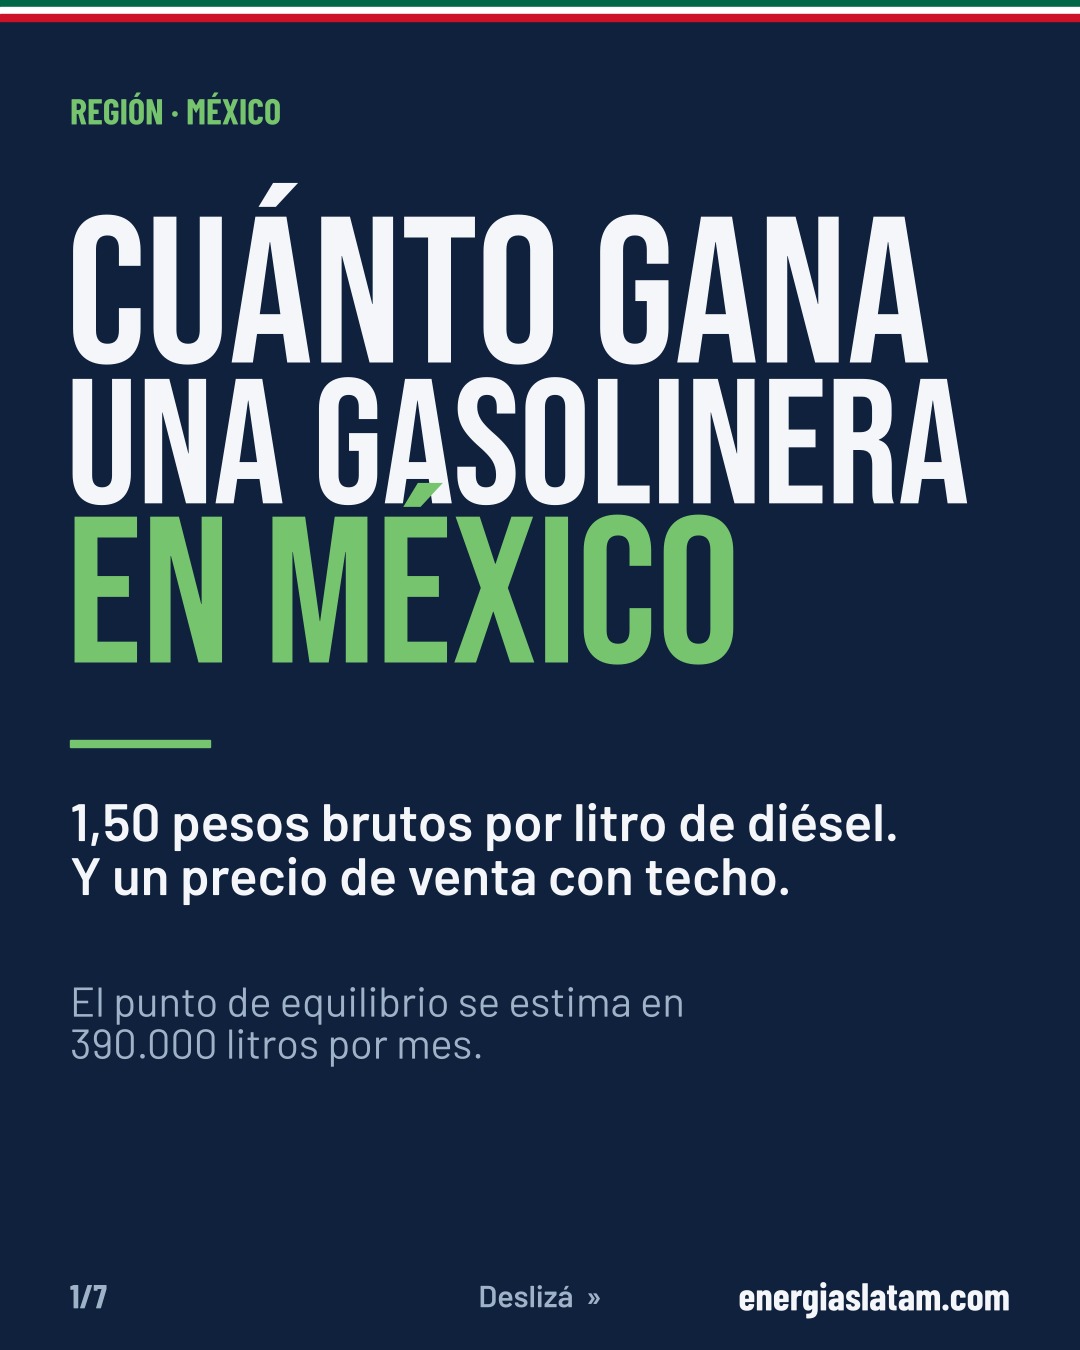 REGIÓN · MÉXICO
CUÁNTO GANA
UNA GASOLINERA
EN MÉXICO
1,50 pesos brutos por litro de diésel.
Y un precio de venta con techo.
El punto de equilibrio se estima en
390.000 litros por mes.
1/7
Deslizá »
energiaslatam.com